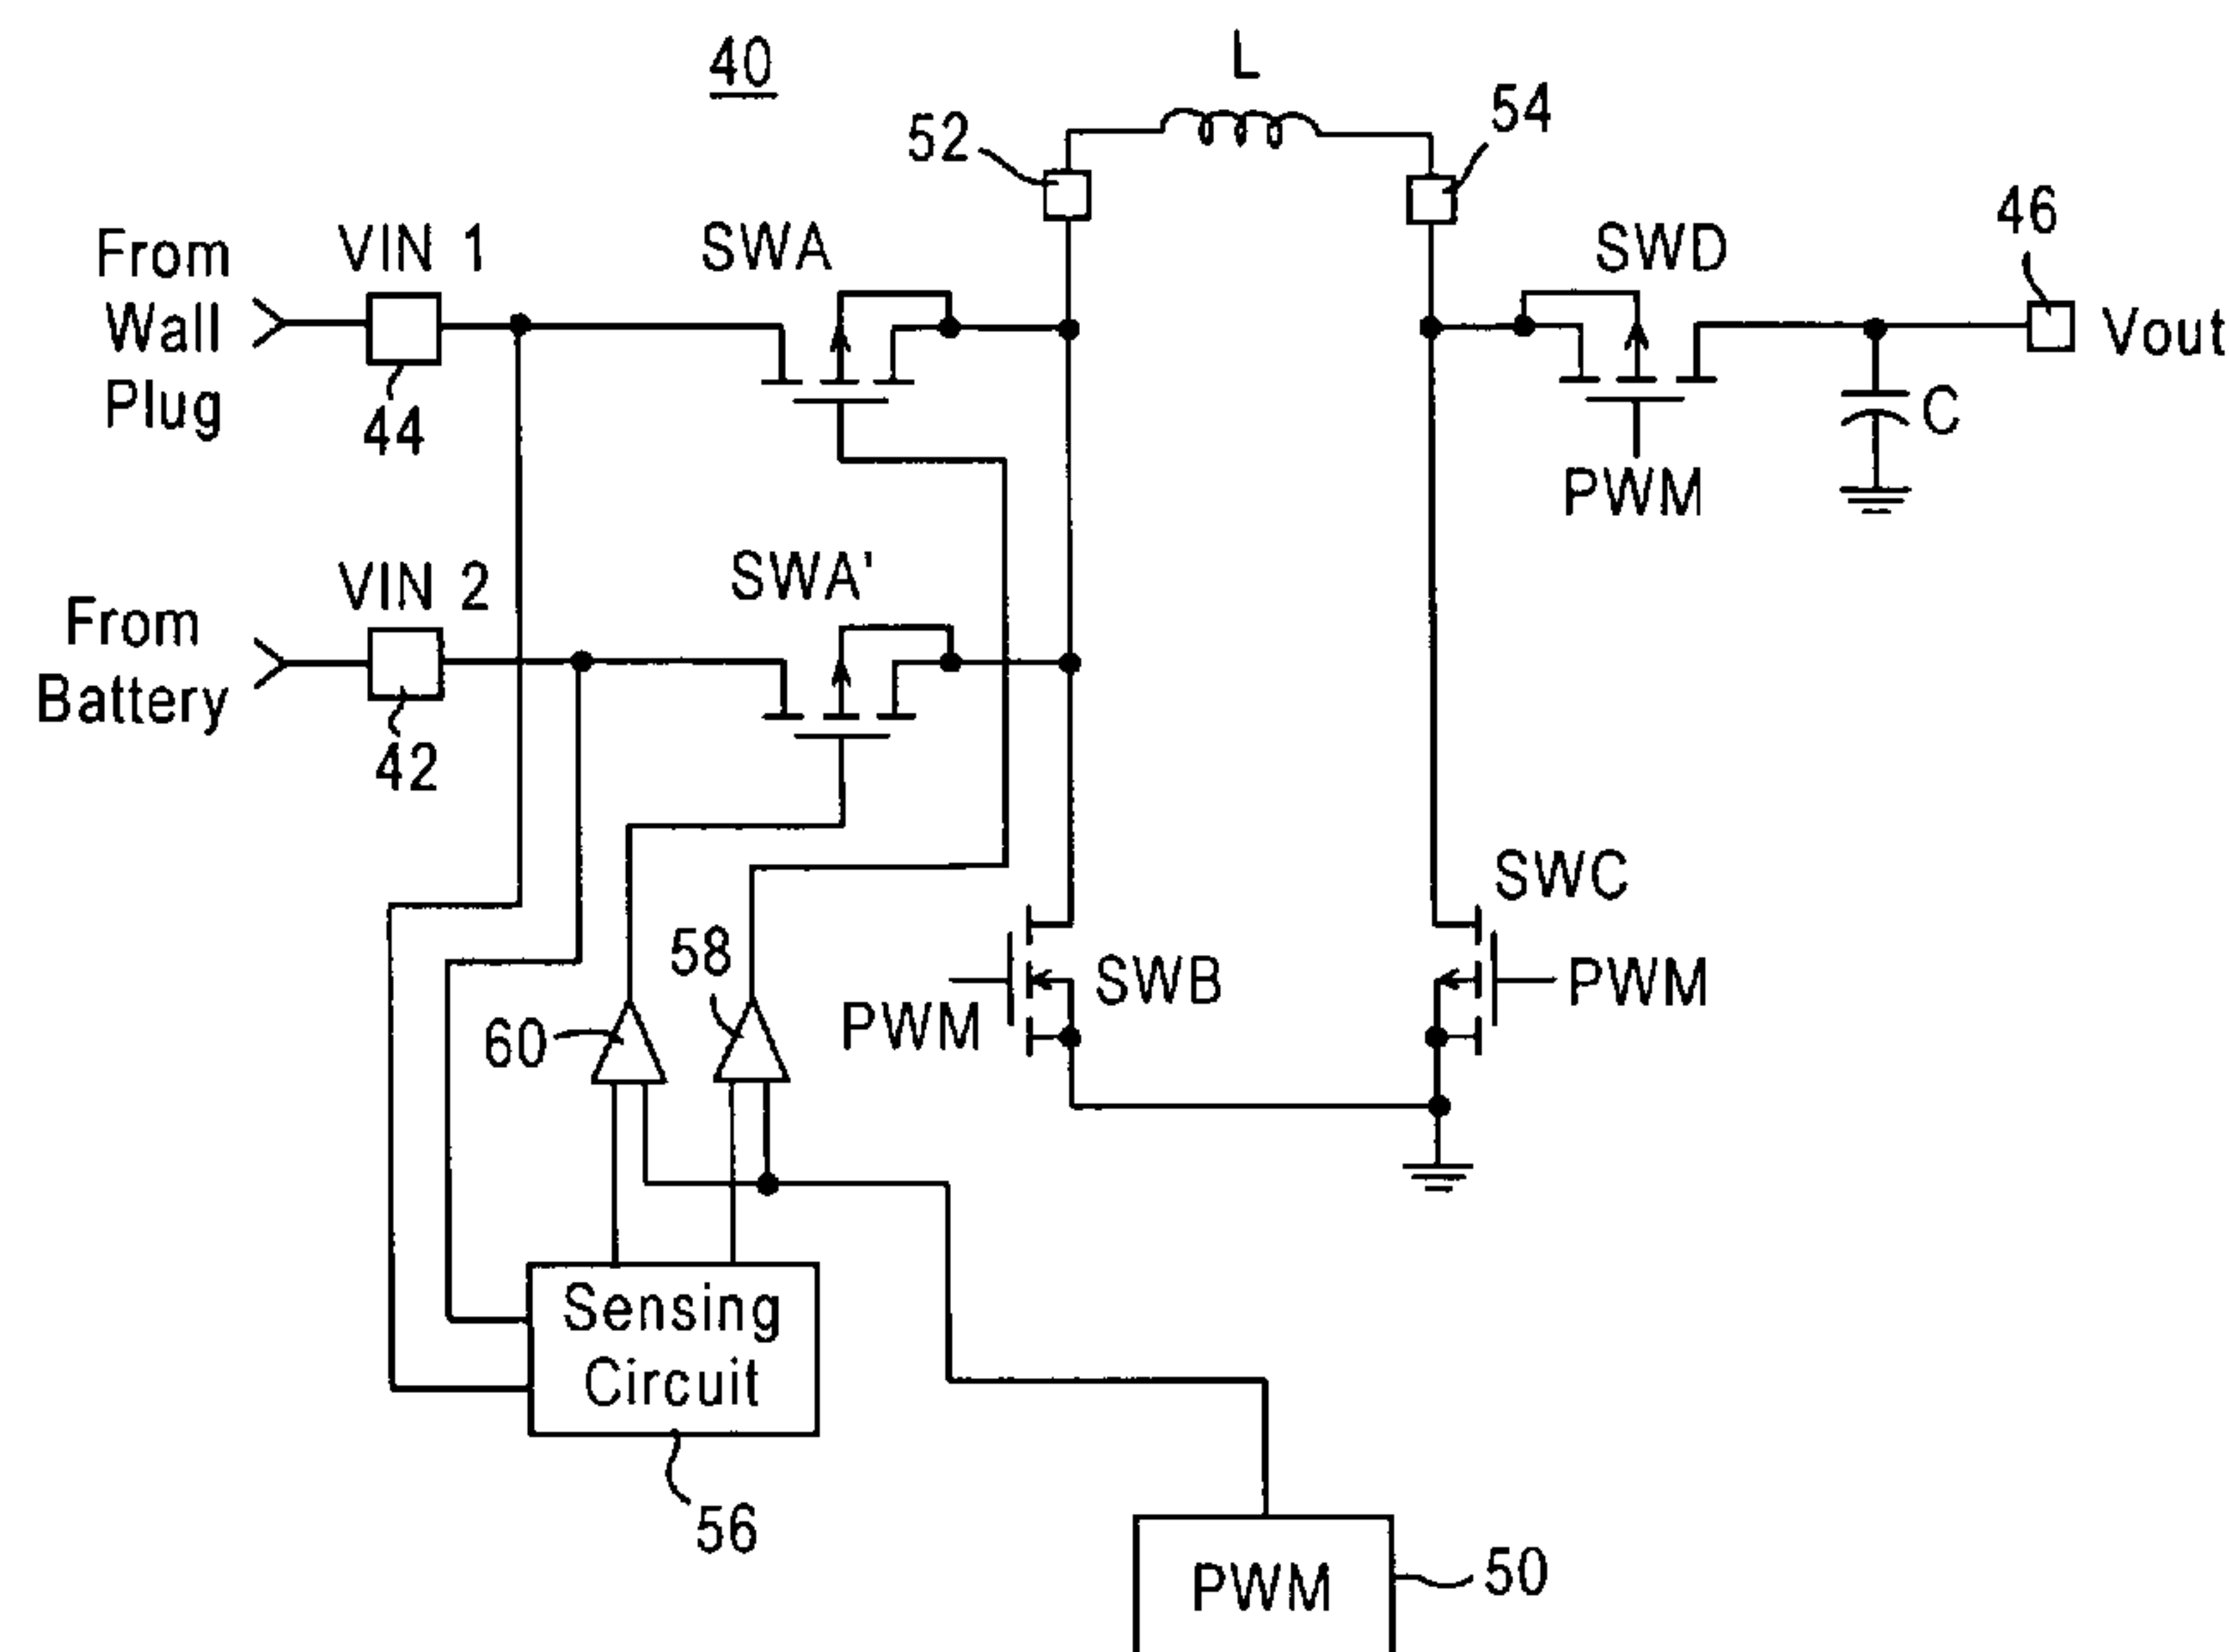 40
L
52
54
46
From
Wall
Plug
VIN 1
SWA
SWD
Vout
44
C
PWM
VIN 2
SWA'
From
Battery
42
SWC
58
SWB
PWM
60
PWM
Sensing
Circuit
56
PWM
50